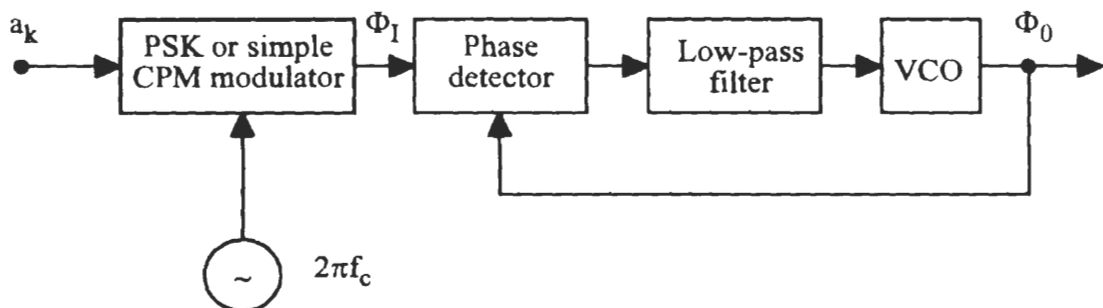 a_k
PSK or simple
CPM modulator
Φ_I
Phase
detector
Low-pass
filter
VCO
Φ_0
~
2πf_c